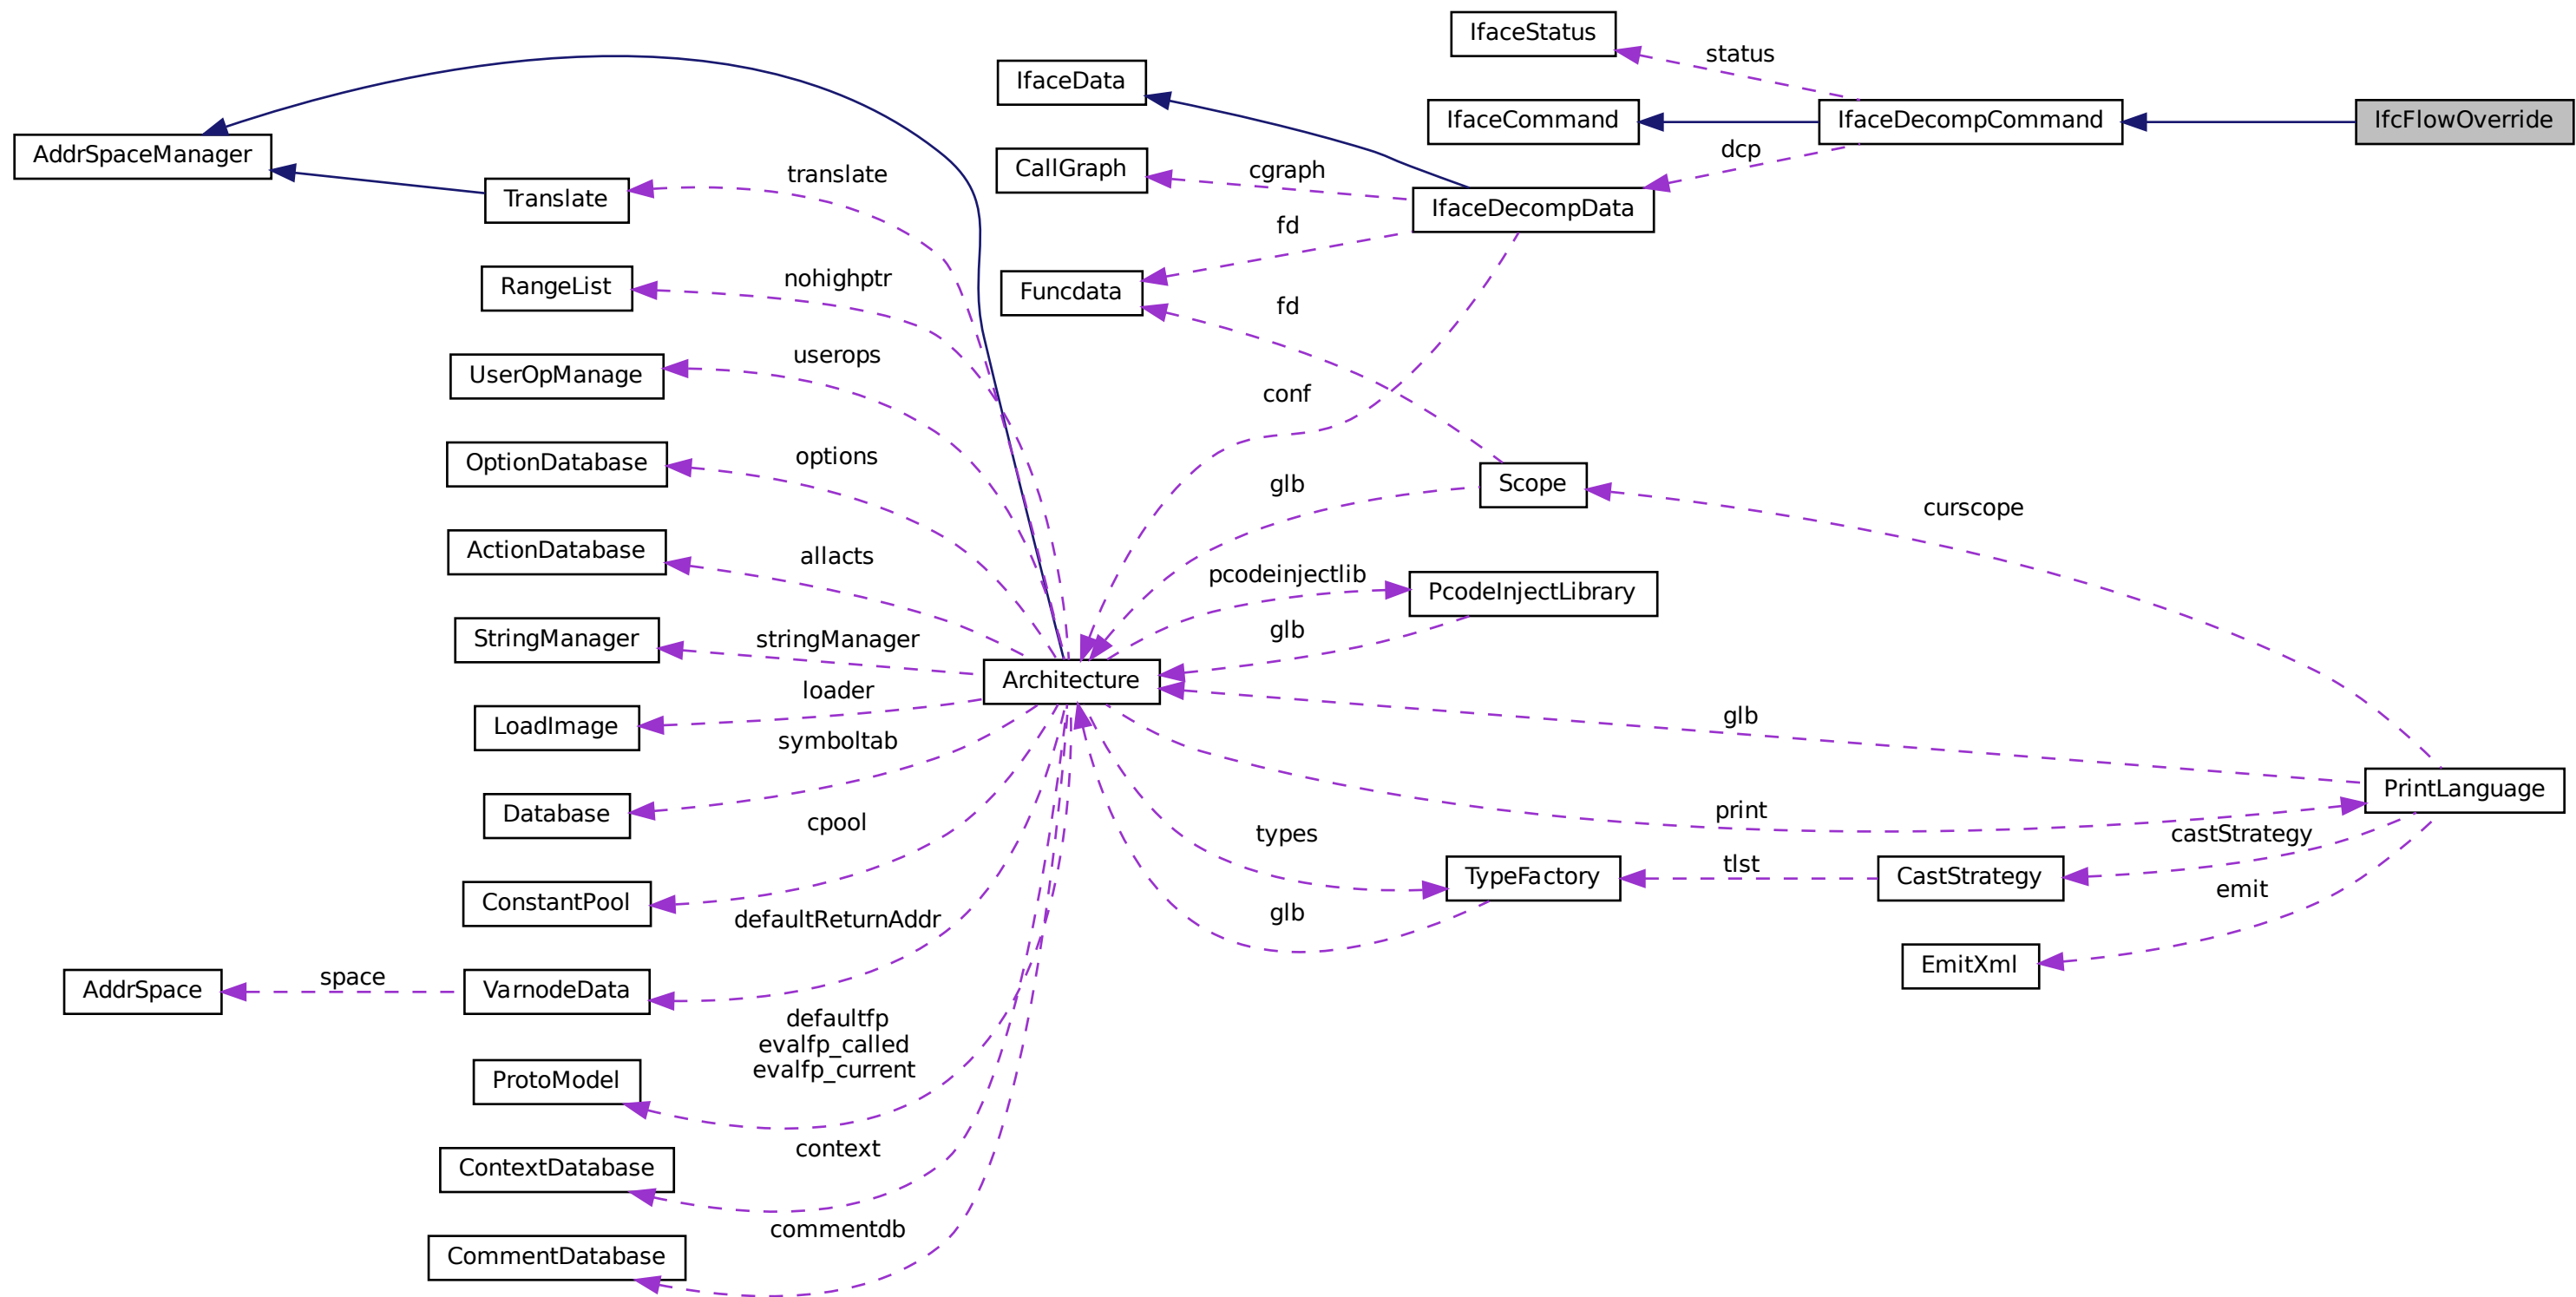 IfaceStatus
status
IfaceData
IfaceCommand
IfaceDecompCommand
IfcFlowOverride
AddrSpaceManager
dcp
CallGraph
cgraph
translate
Translate
IfaceDecompData
fd
nohighptr
RangeList
Funcdata
fd
userops
UserOpManage
conf
options
OptionDatabase
glb
Scope
curscope
allacts
ActionDatabase
pcodeinjectlib
PcodeInjectLibrary
glb
stringManager
StringManager
Architecture
loader
LoadImage
glb
symboltab
PrintLanguage
print
Database
cpool
types
castStrategy
tlst
TypeFactory
CastStrategy
emit
ConstantPool
glb
defaultReturnAddr
EmitXml
space
AddrSpace
VarnodeData
defaultfp
evalfp_called
evalfp_current
ProtoModel
context
ContextDatabase
commentdb
CommentDatabase